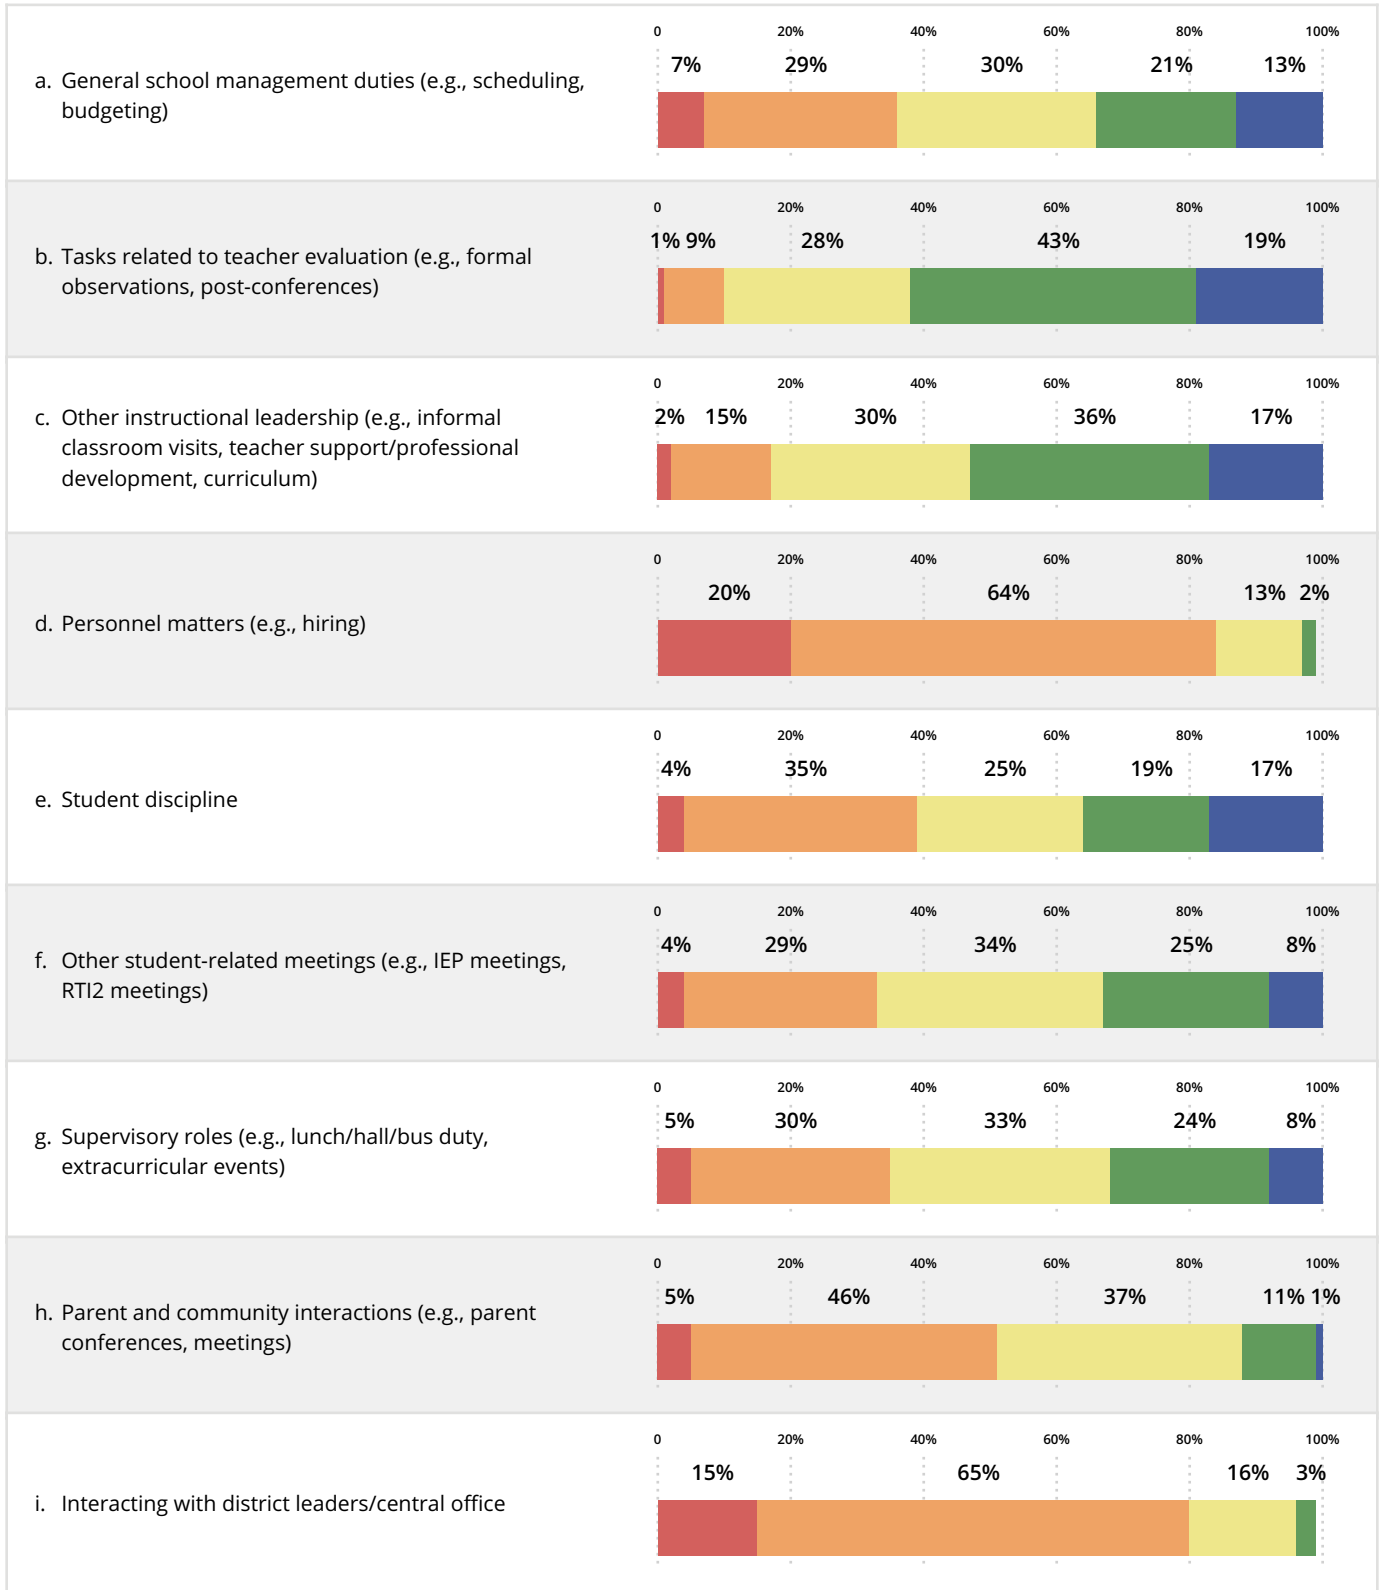 0 20% 40% 60% 80% 100%
7% 29% 30% 21% 13%
a. General school management duties (e.g., scheduling,
budgeting)
0 20% 40% 60% 80% 100%
1% 9% 28% 43% 19%
b. Tasks related to teacher evaluation (e.g., formal
observations, post-conferences)
0 20% 40% 60% 80% 100%
2% 15% 30% 36% 17%
c. Other instructional leadership (e.g., informal
classroom visits, teacher support/professional
development, curriculum)
0 20% 40% 60% 80% 100%
20% 64% 13% 2%
d. Personnel matters (e.g., hiring)
0 20% 40% 60% 80% 100%
4% 35% 25% 19% 17%
e. Student discipline
0 20% 40% 60% 80% 100%
4% 29% 34% 25% 8%
f. Other student-related meetings (e.g., IEP meetings,
RTI2 meetings)
0 20% 40% 60% 80% 100%
5% 30% 33% 24% 8%
g. Supervisory roles (e.g., lunch/hall/bus duty,
extracurricular events)
0 20% 40% 60% 80% 100%
5% 46% 37% 11% 1%
h. Parent and community interactions (e.g., parent
conferences, meetings)
0 20% 40% 60% 80% 100%
15% 65% 16% 3%
i. Interacting with district leaders/central office